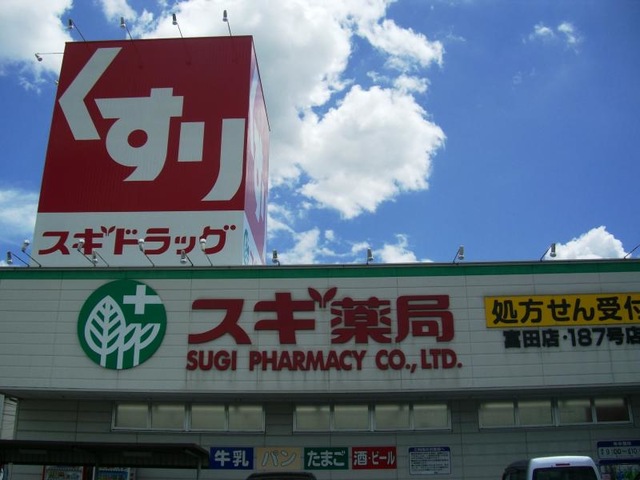 くすり
スギドラッグ
スギ薬局
SUGI PHARMACY CO., LTD.
処方せん受付
富田店・187号店
牛乳 パン たまご 酒・ビール